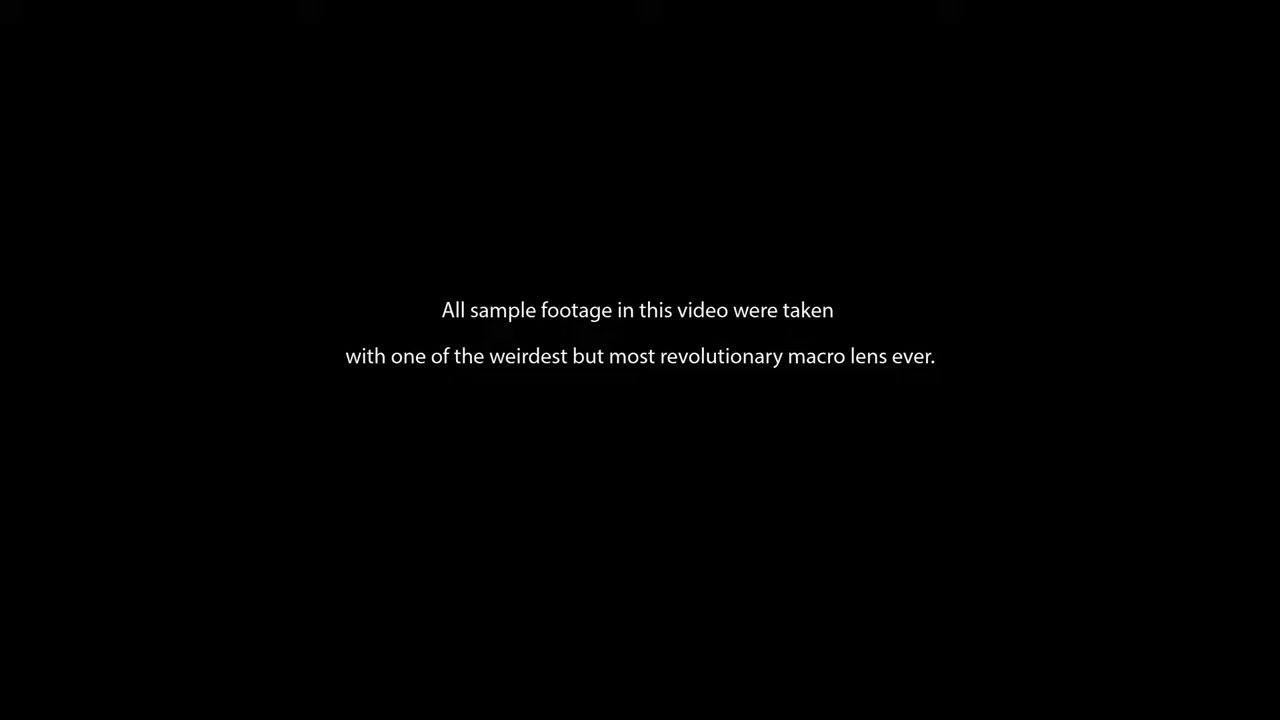 All sample footage in this video were taken
with one of the weirdest but most revolutionary macro lens ever.